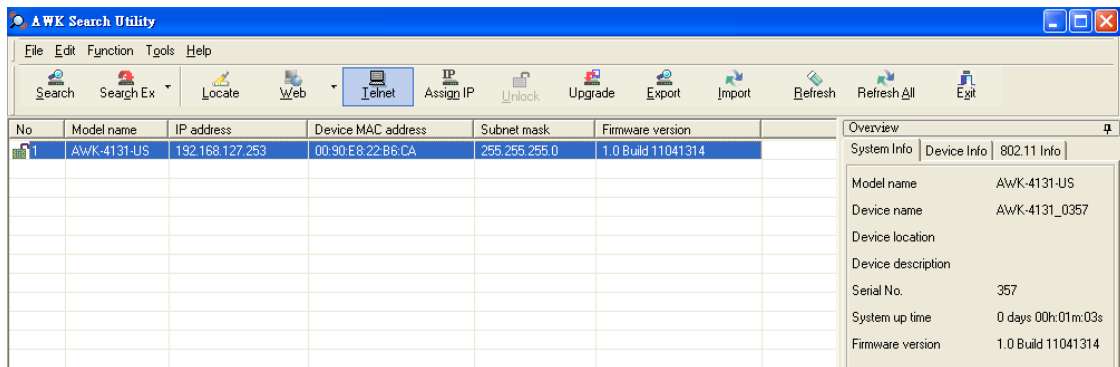 AWK Search Utility
File Edit Function Tools Help
Search Search Ex Locate Web Telnet Assign IP Unlock Upgrade Export Import Refresh Refresh All Exit
No Model name IP address Device MAC address Subnet mask Firmware version
1 AWK-4131-US 192.168.127.253 00:90:E8:22:B6:CA 255.255.255.0 1.0 Build 11041314
Overview
System Info Device Info 802.11 Info
Model name AWK-4131-US
Device name AWK-4131_0357
Device location
Device description
Serial No. 357
System up time 0 days 00h:01m:03s
Firmware version 1.0 Build 11041314